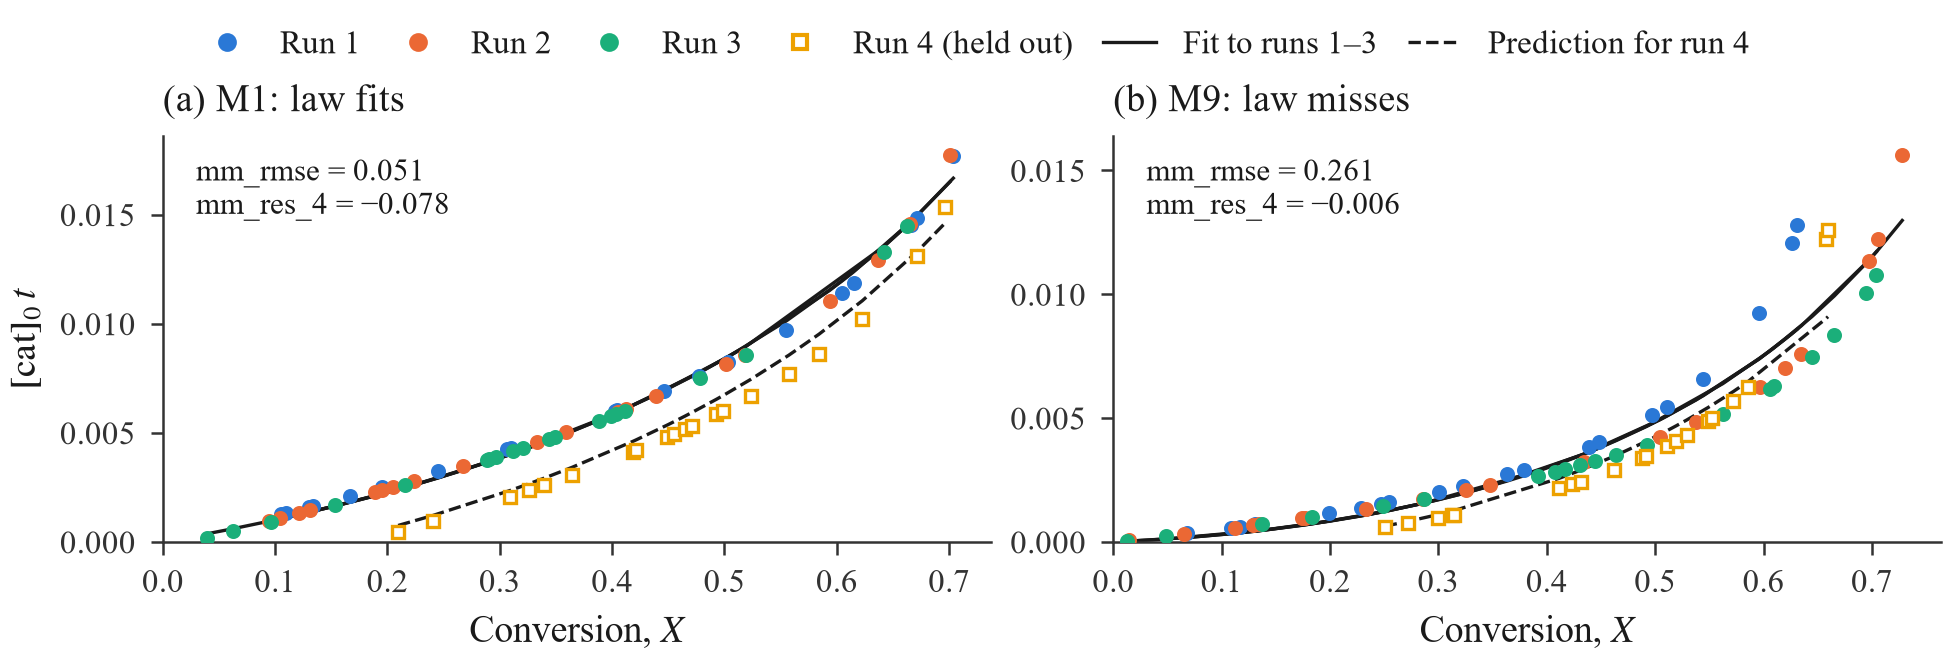 Run 1 Run 2 Run 3 Run 4 (held out) Fit to runs 1–3 Prediction for run 4
(a) M1: law fits
mm_rmse = 0.051
mm_res_4 = −0.078
0.015
0.010
0.005
0.000
[cat]₀ t
0.0 0.1 0.2 0.3 0.4 0.5 0.6 0.7
Conversion, X
(b) M9: law misses
mm_rmse = 0.261
mm_res_4 = −0.006
0.015
0.010
0.005
0.000
0.0 0.1 0.2 0.3 0.4 0.5 0.6 0.7
Conversion, X